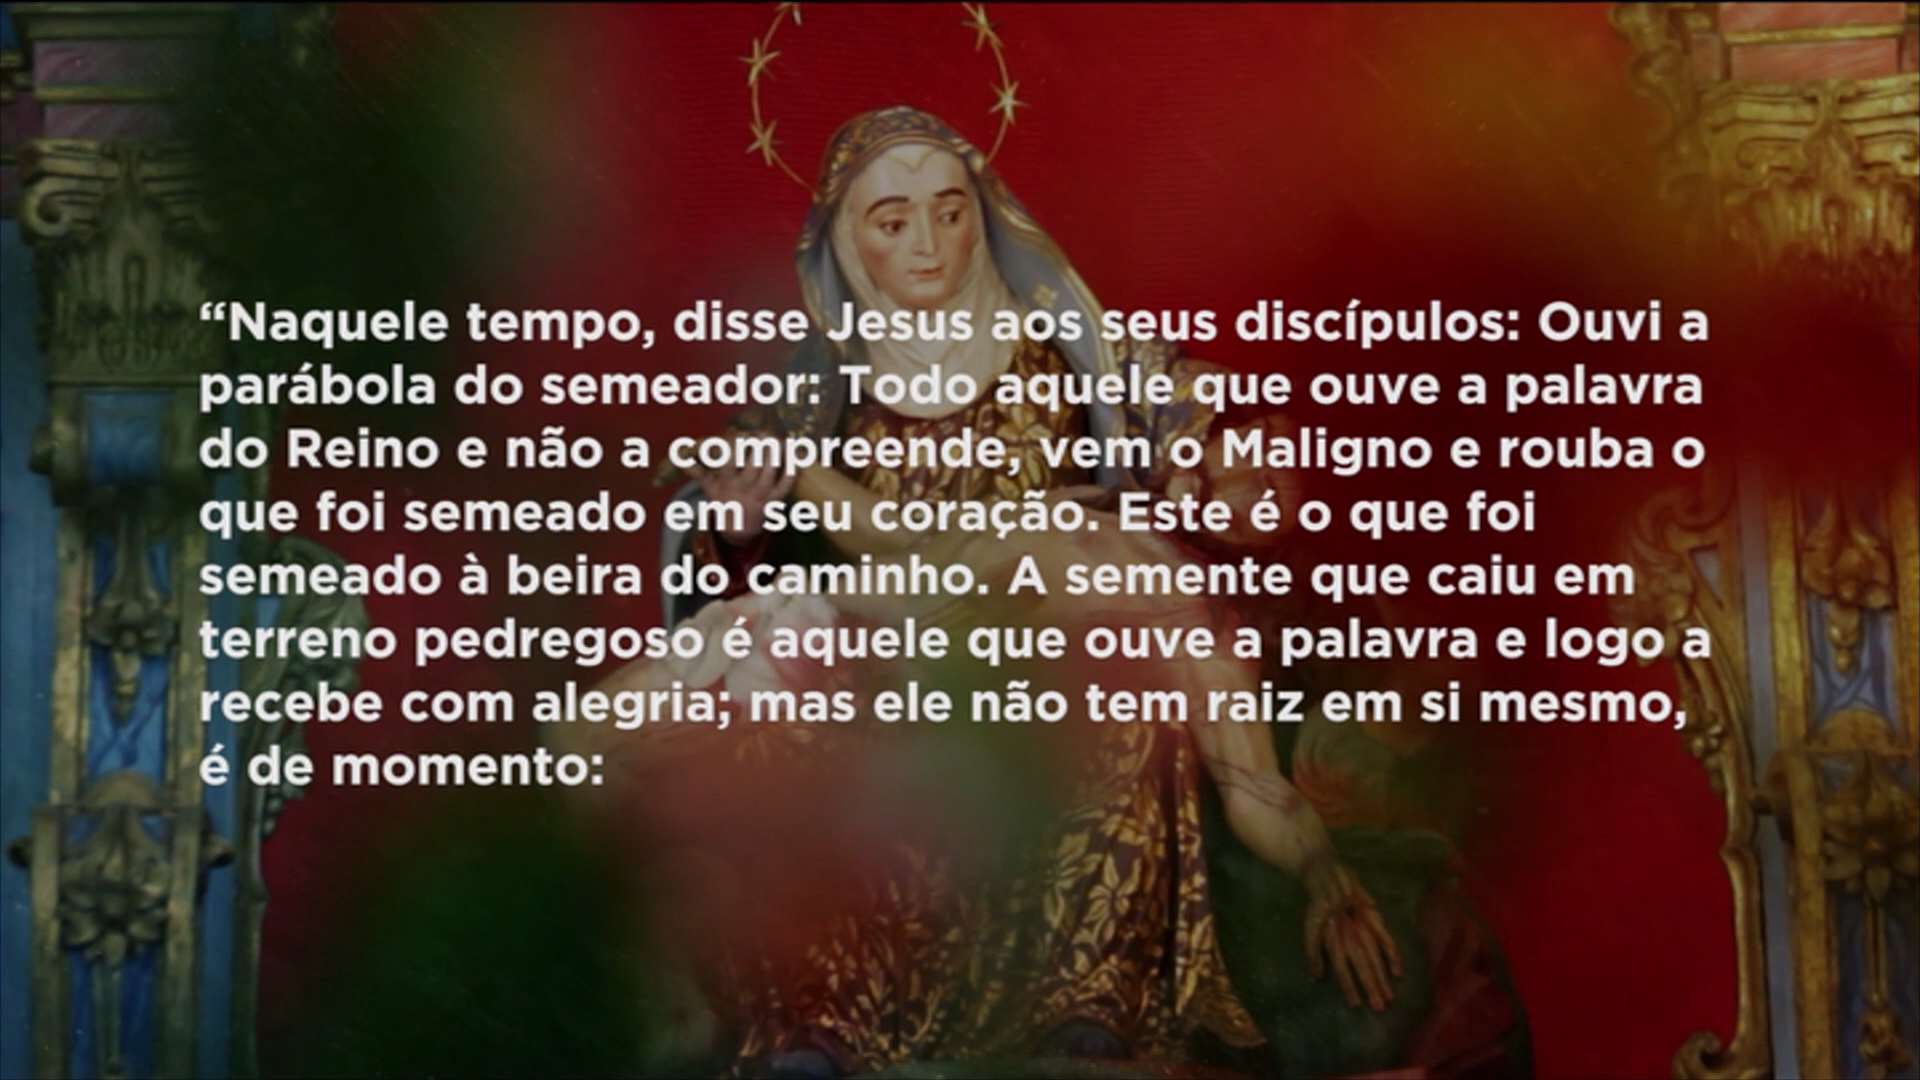 “Naquele tempo, disse Jesus aos seus discípulos: Ouvi a
parábola do semeador: Todo aquele que ouve a palavra
do Reino e não a compreende, vem o Maligno e rouba o
que foi semeado em seu coração. Este é o que foi
semeado à beira do caminho. A semente que caiu em
terreno pedregoso é aquele que ouve a palavra e logo a
recebe com alegria; mas ele não tem raiz em si mesmo,
é de momento: